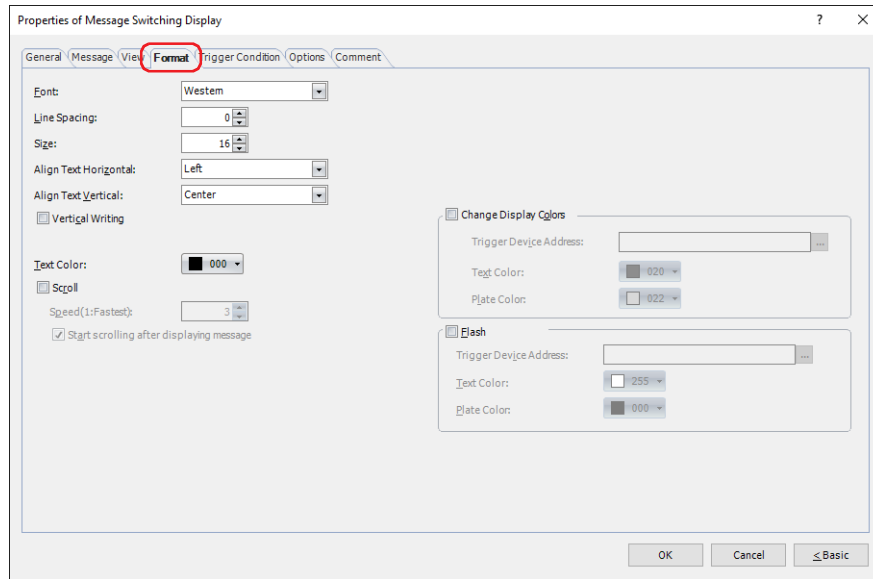 Properties of Message Switching Display ?
General Message View Format Trigger Condition Options Comment
Font: Western
Line Spacing: 0
Size: 16
Align Text Horizontal: Left
Align Text Vertical: Center
Vertical Writing
Text Color: 000
Scroll
Speed(1:Fastest): 3
Start scrolling after displaying message
Change Display Colors
Trigger Device Address: ...
Text Color: 020
Plate Color: 022
Flash
Trigger Device Address: ...
Text Color: 255
Plate Color: 000
OK Cancel < Basic